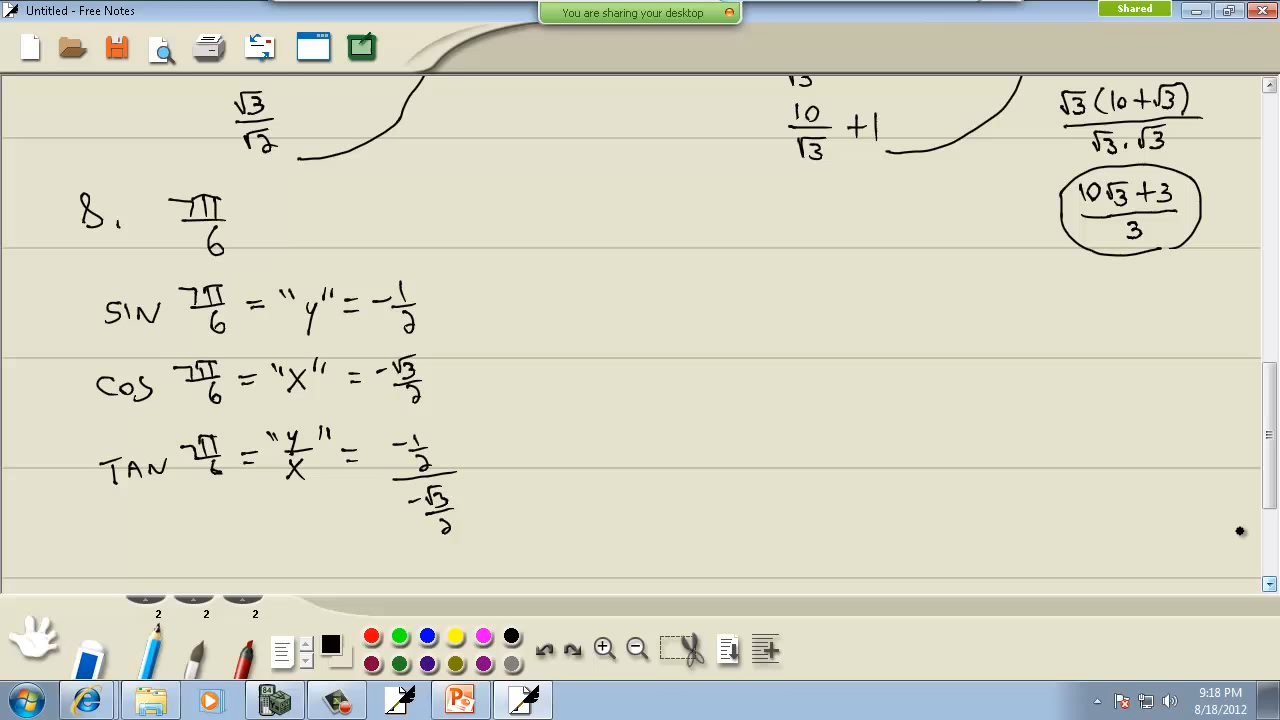 Untitled - Free Notes
You are sharing your desktop
Shared
√3/√2
√3
10/√3 + 1
√3 (10 + √3)/√3 . √3
10√3 + 3/3
8. 7π/6
SIN 7π/6 = "y" = -1/2
COS 7π/6 = "X" = -√3/2
TAN 7π/6 = "y/X" = -1/2/-√3/2
2 2 2
84
9:18 PM
8/18/2012